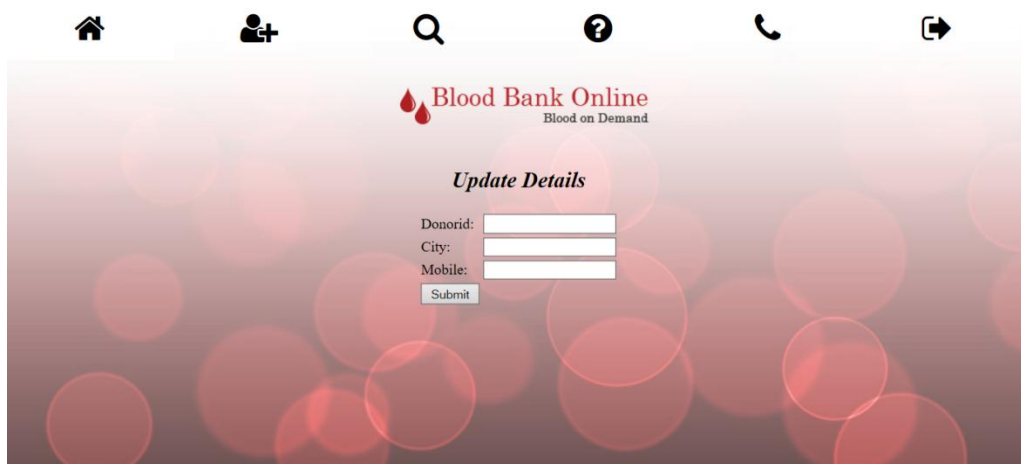 Blood Bank Online
Blood on Demand
Update Details
Donorid:
City:
Mobile:
Submit